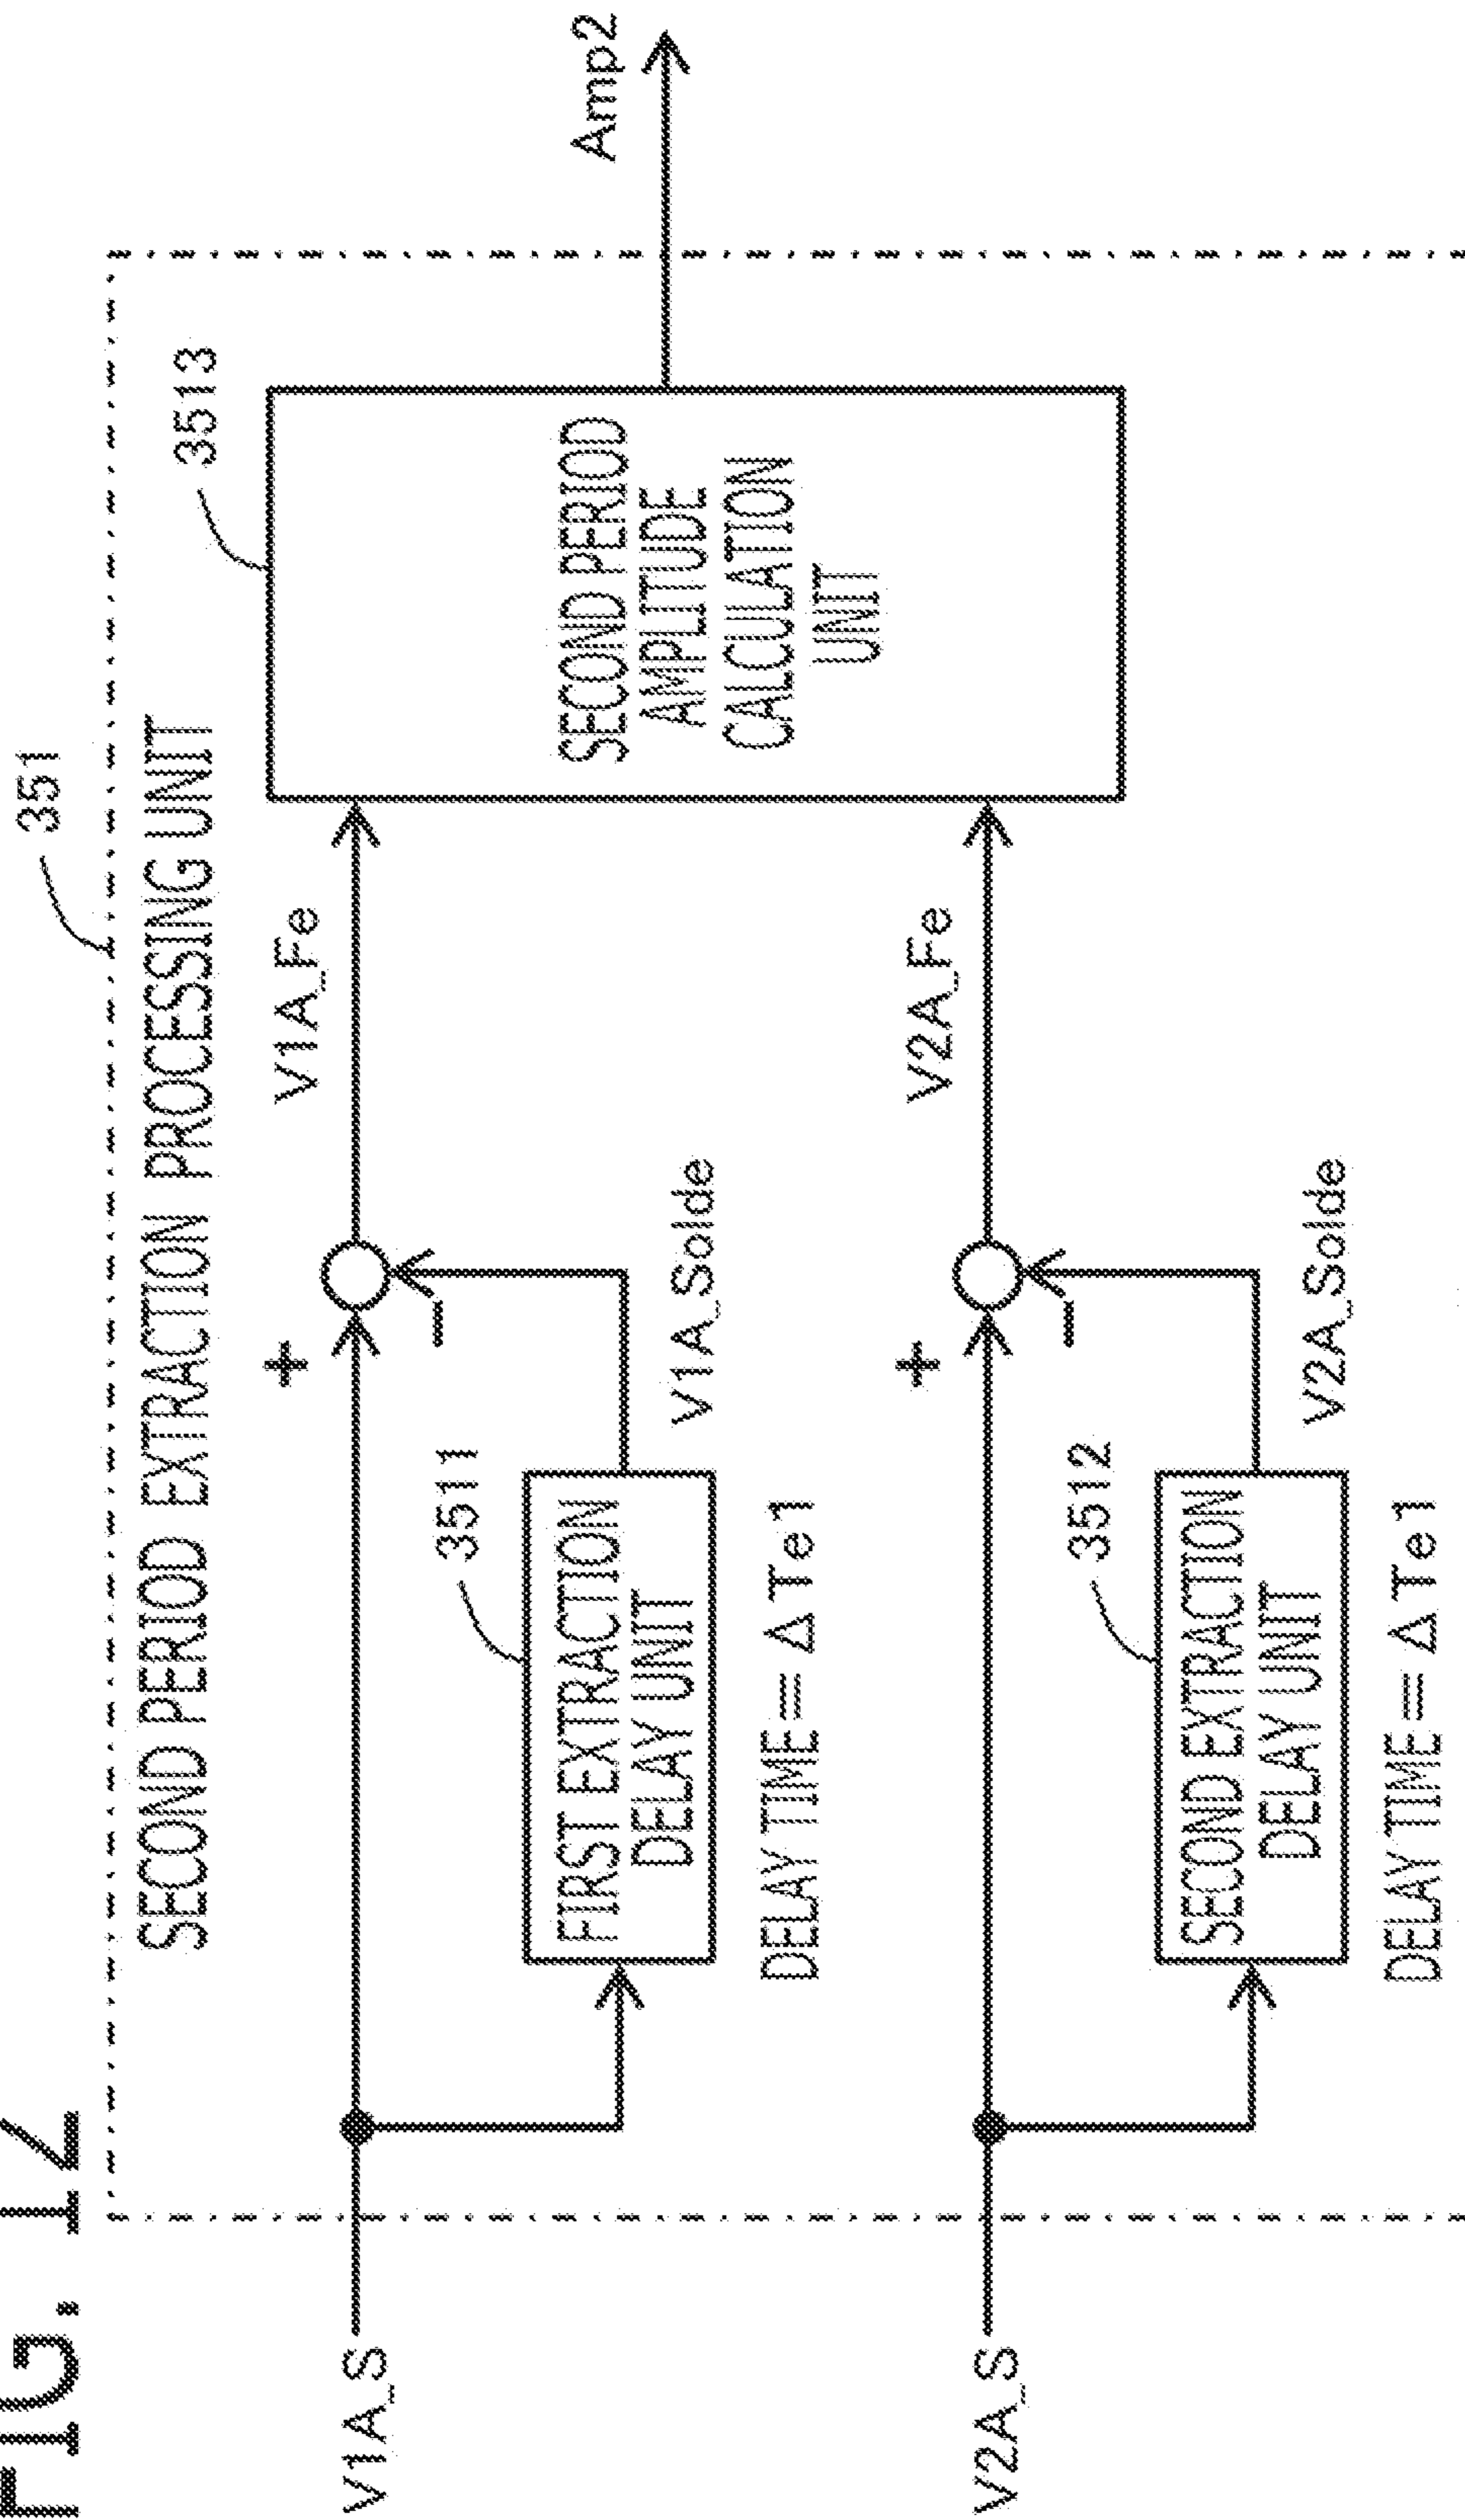 FIG. 12
351
SECOND PERIOD EXTRACTION PROCESSING UNIT
V1A_S
+
−
V1A_Fe
3511
FIRST EXTRACTION
DELAY UNIT
V1A_Solde
DELAY TIME = ΔTe1
V2A_S
+
−
V2A_Fe
3512
SECOND EXTRACTION
DELAY UNIT
V2A_Solde
DELAY TIME = ΔTe1
3513
SECOND PERIOD
AMPLITUDE
CALCULATION
UNIT
Amp2